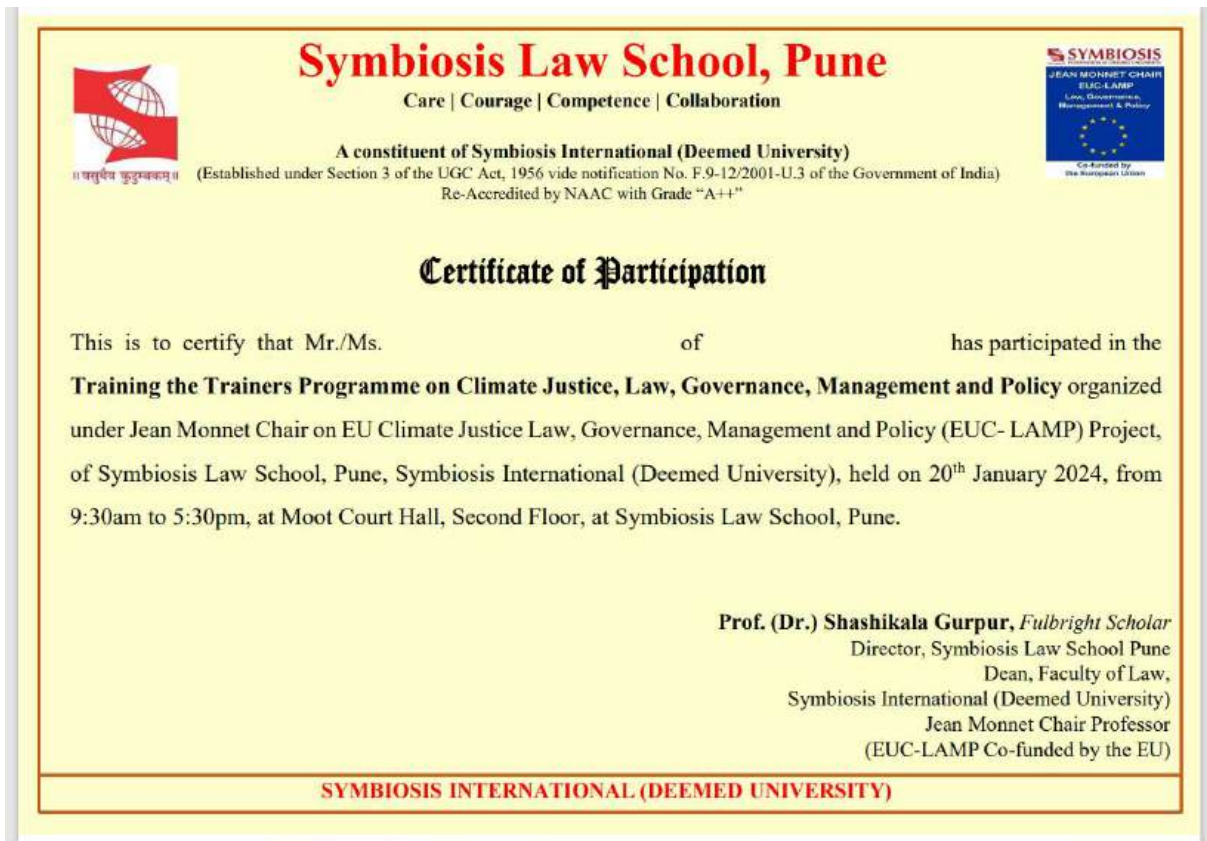 Symbiosis Law School, Pune
Care | Courage | Competence | Collaboration
A constituent of Symbiosis International (Deemed University)
(Established under Section 3 of the UGC Act, 1956 vide notification No. F.9-12/2001-U.3 of the Government of India)
Re-Accredited by NAAC with Grade “A++”
॥ वसुधैव कुटुम्बकम् ॥
SYMBIOSIS
JEAN MONNET CHAIR
EUC-LAMP
Law, Governance,
Management & Policy
Co-funded by
the European Union
Certificate of Participation
This is to certify that Mr./Ms. of has participated in the
Training the Trainers Programme on Climate Justice, Law, Governance, Management and Policy organized
under Jean Monnet Chair on EU Climate Justice Law, Governance, Management and Policy (EUC- LAMP) Project,
of Symbiosis Law School, Pune, Symbiosis International (Deemed University), held on 20th January 2024, from
9:30am to 5:30pm, at Moot Court Hall, Second Floor, at Symbiosis Law School, Pune.
Prof. (Dr.) Shashikala Gurpur, Fulbright Scholar
Director, Symbiosis Law School Pune
Dean, Faculty of Law,
Symbiosis International (Deemed University)
Jean Monnet Chair Professor
(EUC-LAMP Co-funded by the EU)
SYMBIOSIS INTERNATIONAL (DEEMED UNIVERSITY)